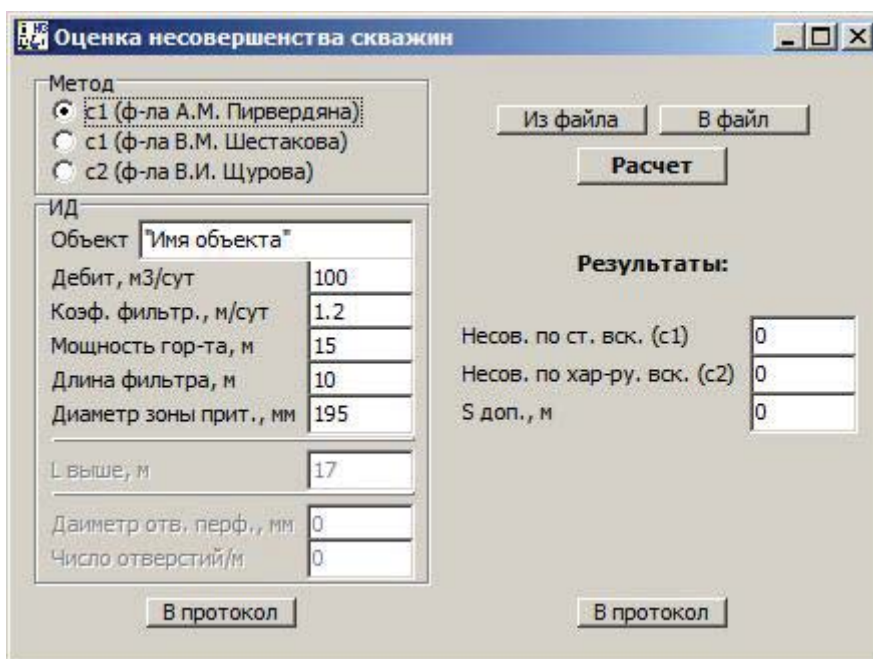 Оценка несовершенства скважин
Метод
с1 (ф-ла А.М. Пирвердяна)
с1 (ф-ла В.М. Шестакова)
с2 (ф-ла В.И. Щурова)
Из файла В файл
Расчет
ИД
Объект "Имя объекта"
Дебит, м3/сут 100
Коэф. фильтр., м/сут 1.2
Мощность гор-та, м 15
Длина фильтра, м 10
Диаметр зоны прит., мм 195
L выше, м 17
Даиметр отв. перф., мм 0
Число отверстий/м 0
В протокол
Результаты:
Несов. по ст. вск. (с1) 0
Несов. по хар-ру. вск. (с2) 0
S доп., м 0
В протокол